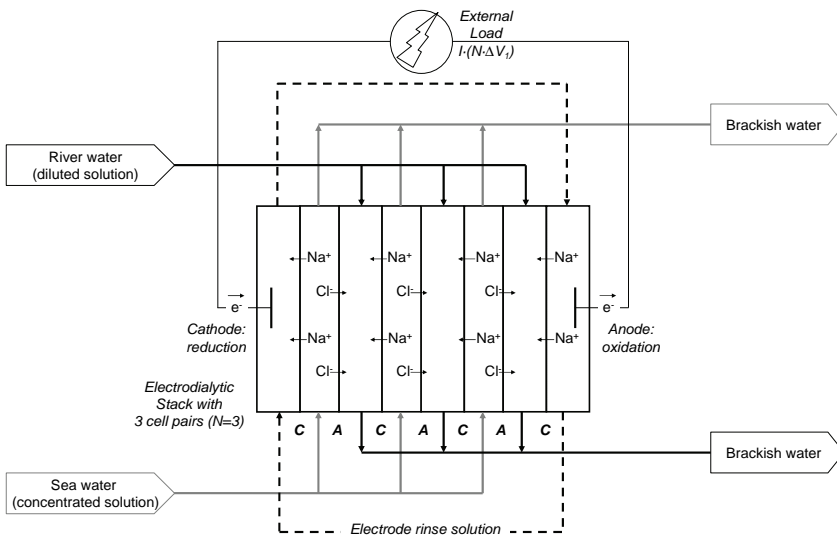 External
Load
I·(N·ΔV₁)
Brackish water
River water
(diluted solution)
Na⁺ Na⁺ Na⁺ Na⁺
Cl⁻ Cl⁻ Cl⁻
e⁻ e⁻
Cathode:
reduction
Anode:
oxidation
Na⁺ Na⁺ Na⁺ Na⁺
Cl⁻ Cl⁻ Cl⁻
Electrodialytic
Stack with
3 cell pairs (N=3)
C A C A C A C
Brackish water
Sea water
(concentrated solution)
Electrode rinse solution